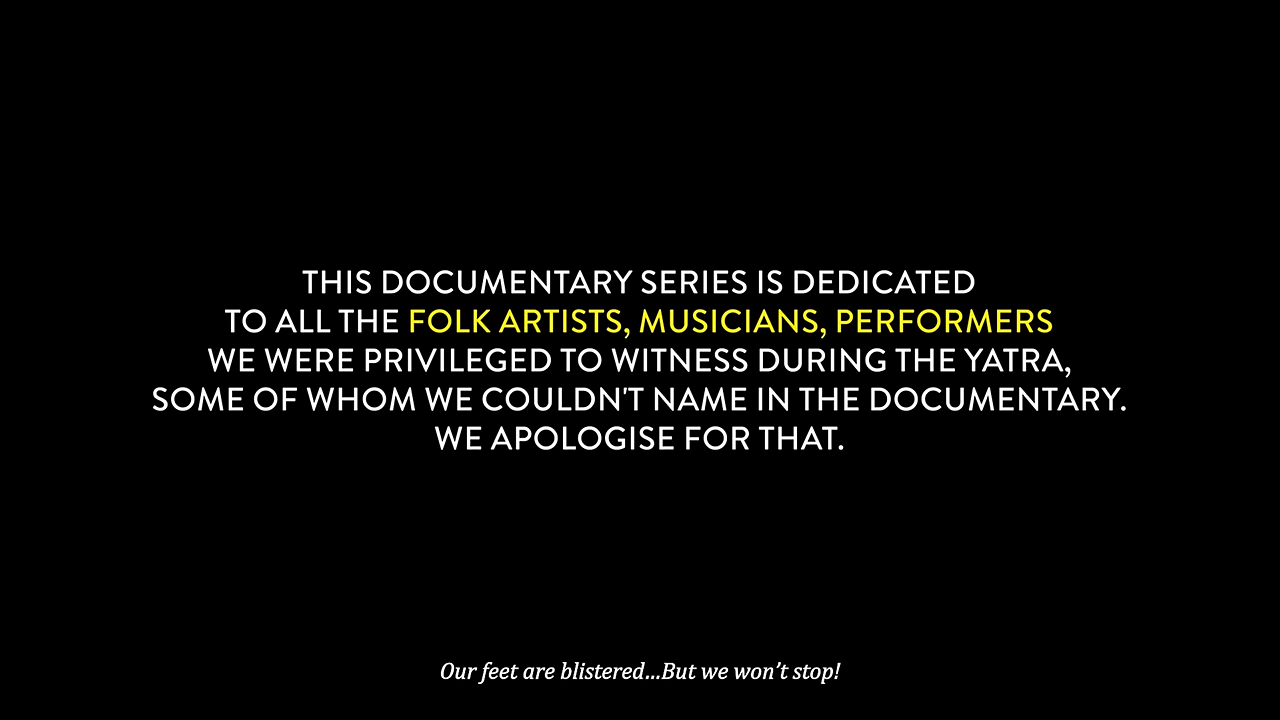 THIS DOCUMENTARY SERIES IS DEDICATED
TO ALL THE FOLK ARTISTS, MUSICIANS, PERFORMERS
WE WERE PRIVILEGED TO WITNESS DURING THE YATRA,
SOME OF WHOM WE COULDN'T NAME IN THE DOCUMENTARY.
WE APOLOGISE FOR THAT.
Our feet are blistered...But we won’t stop!